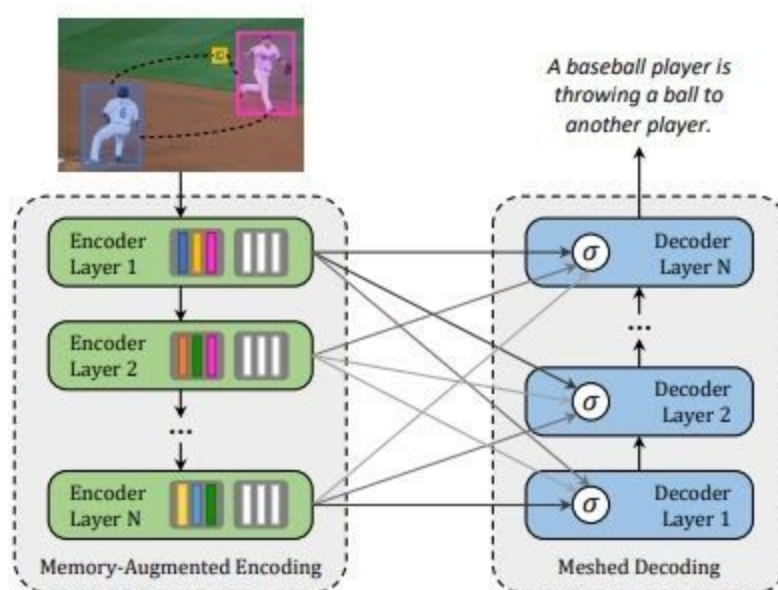 A baseball player is
throwing a ball to
another player.
Encoder
Layer 1
Encoder
Layer 2
...
Encoder
Layer N
Memory-Augmented Encoding
σ
Decoder
Layer N
...
σ
Decoder
Layer 2
σ
Decoder
Layer 1
Meshed Decoding